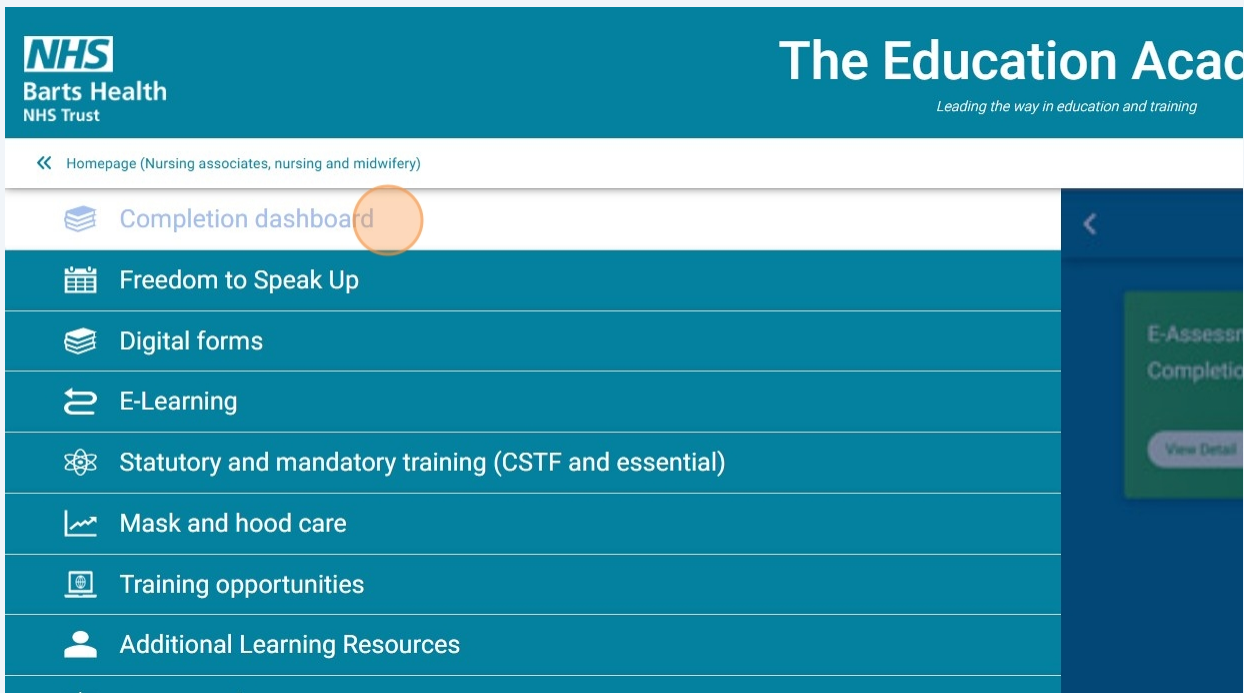 NHS
Barts Health
NHS Trust
The Education Acad
Leading the way in education and training
Homepage (Nursing associates, nursing and midwifery)
Completion dashboard
Freedom to Speak Up
Digital forms
E-Learning
Statutory and mandatory training (CSTF and essential)
Mask and hood care
Training opportunities
Additional Learning Resources
E-Assessm
Completio
View Detail